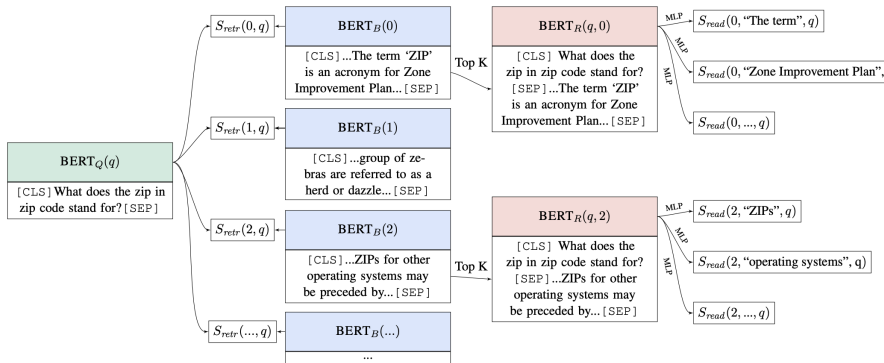 BERT_Q(q)
[CLS]What does the zip in
zip code stand for?[SEP]
S_retr(0, q)
S_retr(1, q)
S_retr(2, q)
S_retr(..., q)
BERT_B(0)
[CLS]...The term ‘ZIP’
is an acronym for Zone
Improvement Plan...[SEP]
BERT_B(1)
[CLS]...group of ze-
bras are referred to as a
herd or dazzle...[SEP]
BERT_B(2)
[CLS]...ZIPs for other
operating systems may
be preceded by...[SEP]
BERT_B(...)
...
Top K
Top K
BERT_R(q, 0)
[CLS] What does the
zip in zip code stand for?
[SEP]...The term ‘ZIP’
is an acronym for Zone
Improvement Plan...[SEP]
BERT_R(q, 2)
[CLS] What does the
zip in zip code stand for?
[SEP]...ZIPs for other
operating systems may
be preceded by...[SEP]
MLP
MLP
MLP
S_read(0, “The term”, q)
S_read(0, “Zone Improvement Plan”,
S_read(0, ..., q)
MLP
MLP
MLP
S_read(2, “ZIPs”, q)
S_read(2, “operating systems”, q)
S_read(2, ..., q)